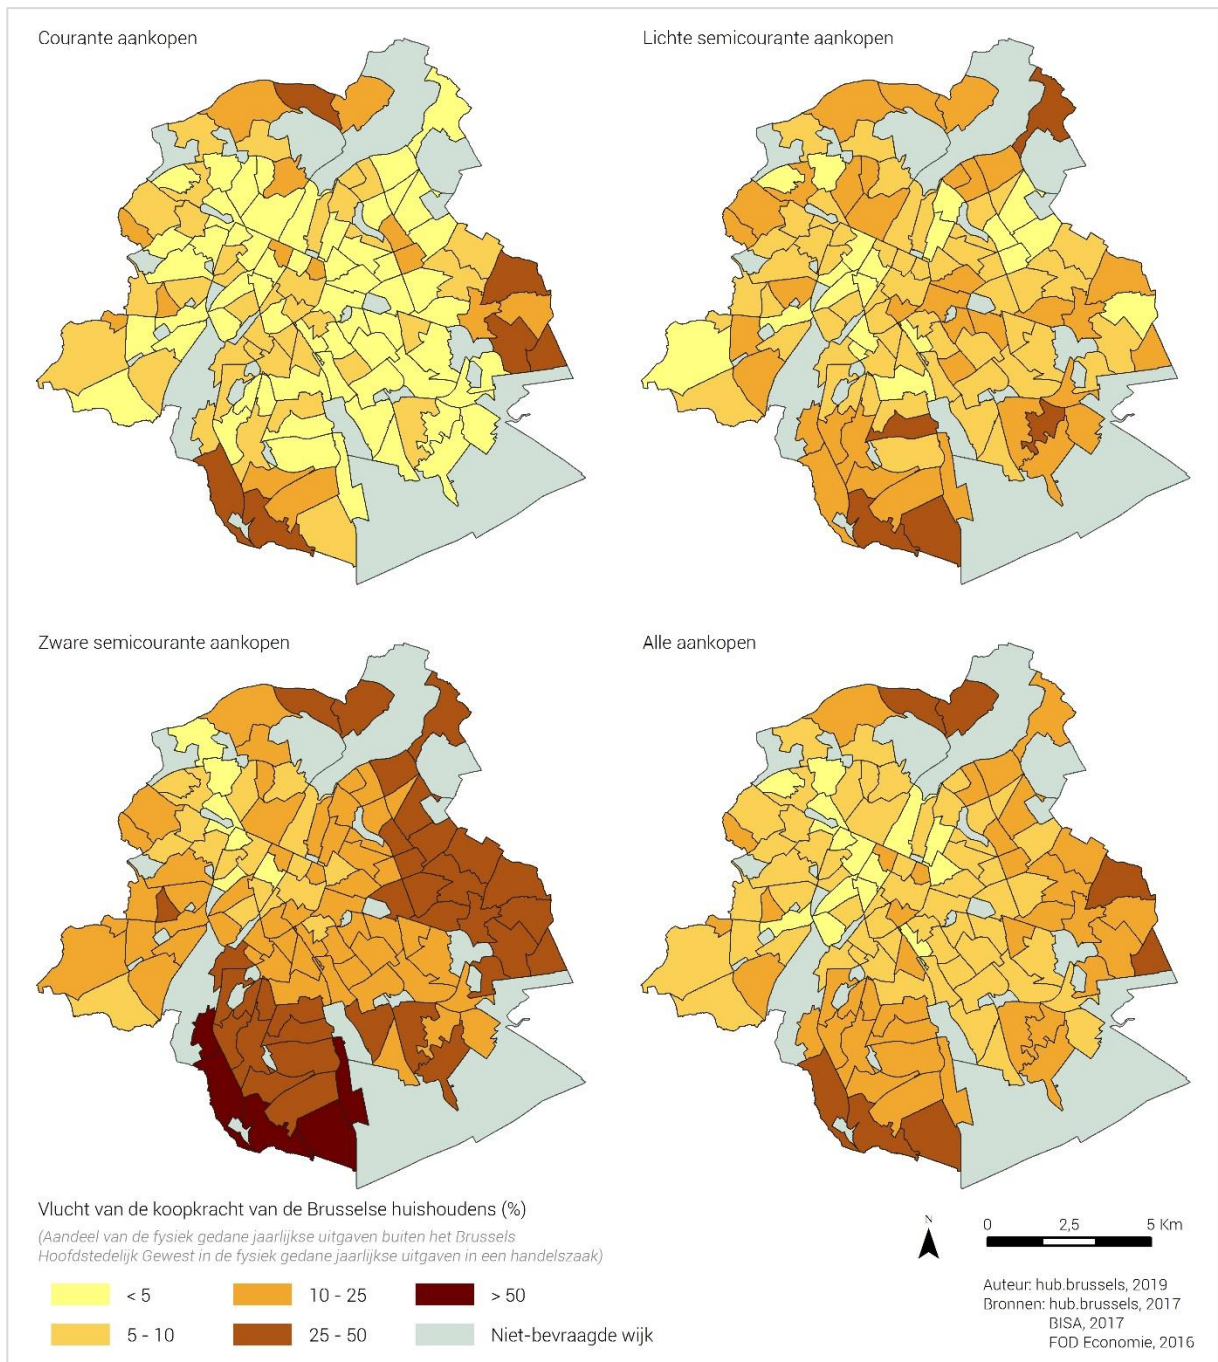 Courante aankopen
Lichte semicourante aankopen
Zware semicourante aankopen
Alle aankopen
Vlucht van de koopkracht van de Brusselse huishoudens (%)
(Aandeel van de fysiek gedane jaarlijkse uitgaven buiten het Brussels
Hoofdstedelijk Gewest in de fysiek gedane jaarlijkse uitgaven in een handelszaak)
< 5
10 - 25
> 50
5 - 10
25 - 50
Niet-bevraagde wijk
N
0 2,5 5 Km
Auteur: hub.brussels, 2019
Bronnen: hub.brussels, 2017
BISA, 2017
FOD Economie, 2016